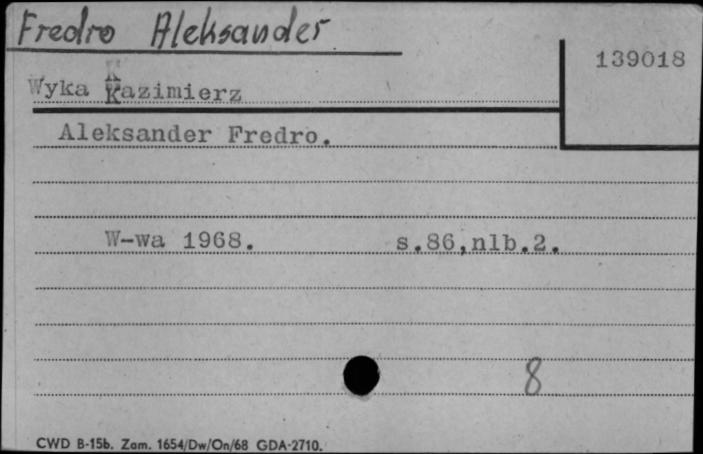 Fredro Aleksander
139018
Wyka Kazimierz
Aleksander Fredro.
W-wa 1968. s.86,nlb.2.
8
CWD B-15b. Zam. 1654/Dw/On/68 GDA-2710.